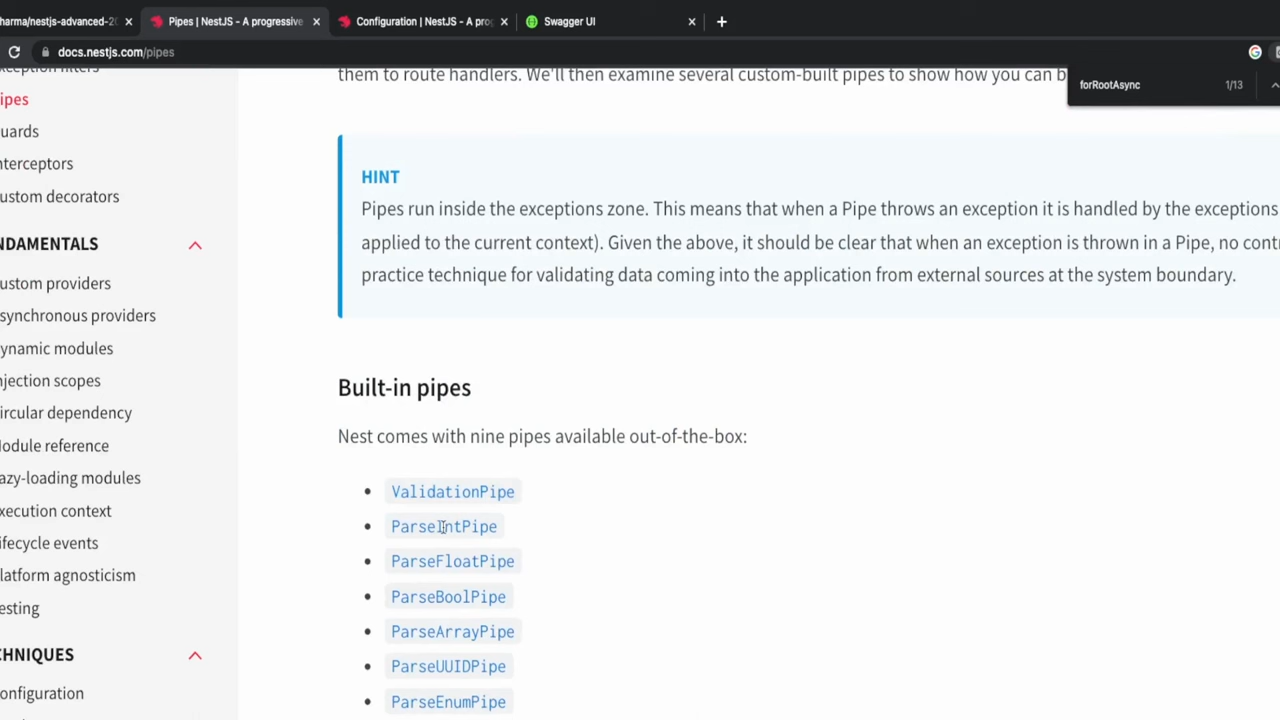 harma/nestjs-advanced-20
Pipes | NestJS - A progressive
Configuration | NestJS - A prog
Swagger UI
docs.nestjs.com/pipes
forRootAsync
1/13
xception filters
ipes
uards
nterceptors
ustom decorators
NDAMENTALS
ustom providers
synchronous providers
ynamic modules
njection scopes
ircular dependency
odule reference
azy-loading modules
xecution context
ifecycle events
latform agnosticism
esting
CHNIQUES
onfiguration
them to route handlers. We'll then examine several custom-built pipes to show how you can b
HINT
Pipes run inside the exceptions zone. This means that when a Pipe throws an exception it is handled by the exceptions
applied to the current context). Given the above, it should be clear that when an exception is thrown in a Pipe, no cont
practice technique for validating data coming into the application from external sources at the system boundary.
Built-in pipes
Nest comes with nine pipes available out-of-the-box:
ValidationPipe
ParseIntPipe
ParseFloatPipe
ParseBoolPipe
ParseArrayPipe
ParseUUIDPipe
ParseEnumPipe